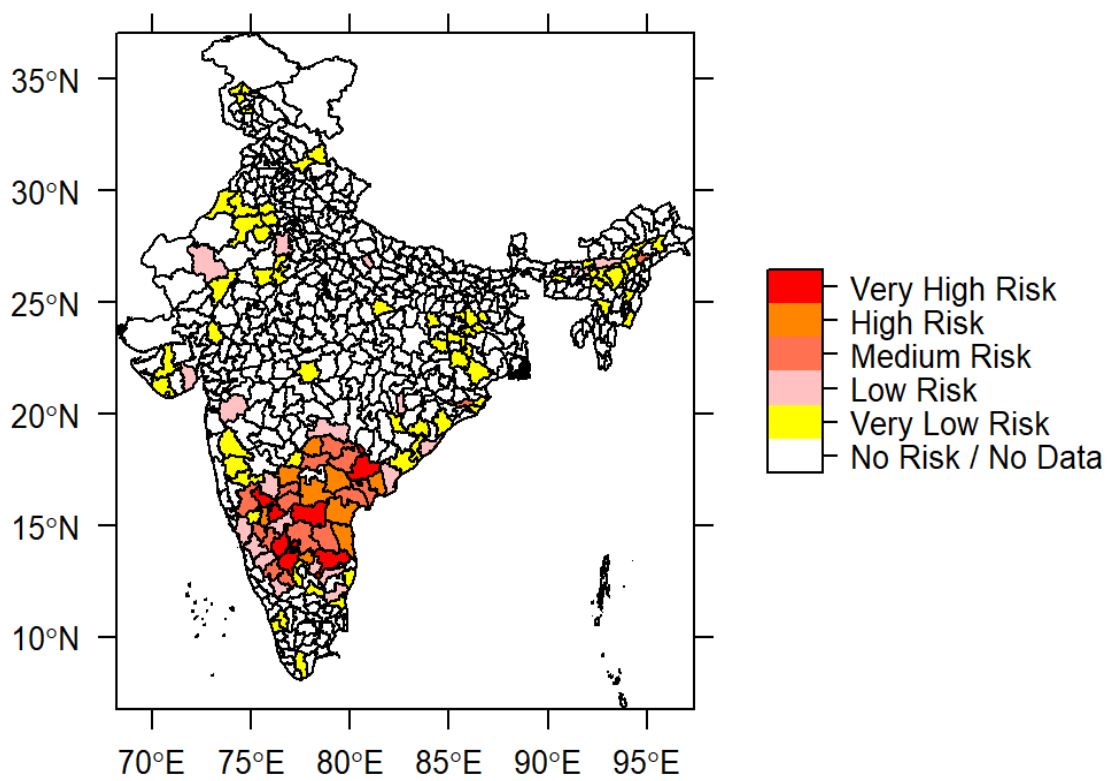 35°N
30°N
25°N
20°N
15°N
10°N
70°E 75°E 80°E 85°E 90°E 95°E
Very High Risk
High Risk
Medium Risk
Low Risk
Very Low Risk
No Risk / No Data